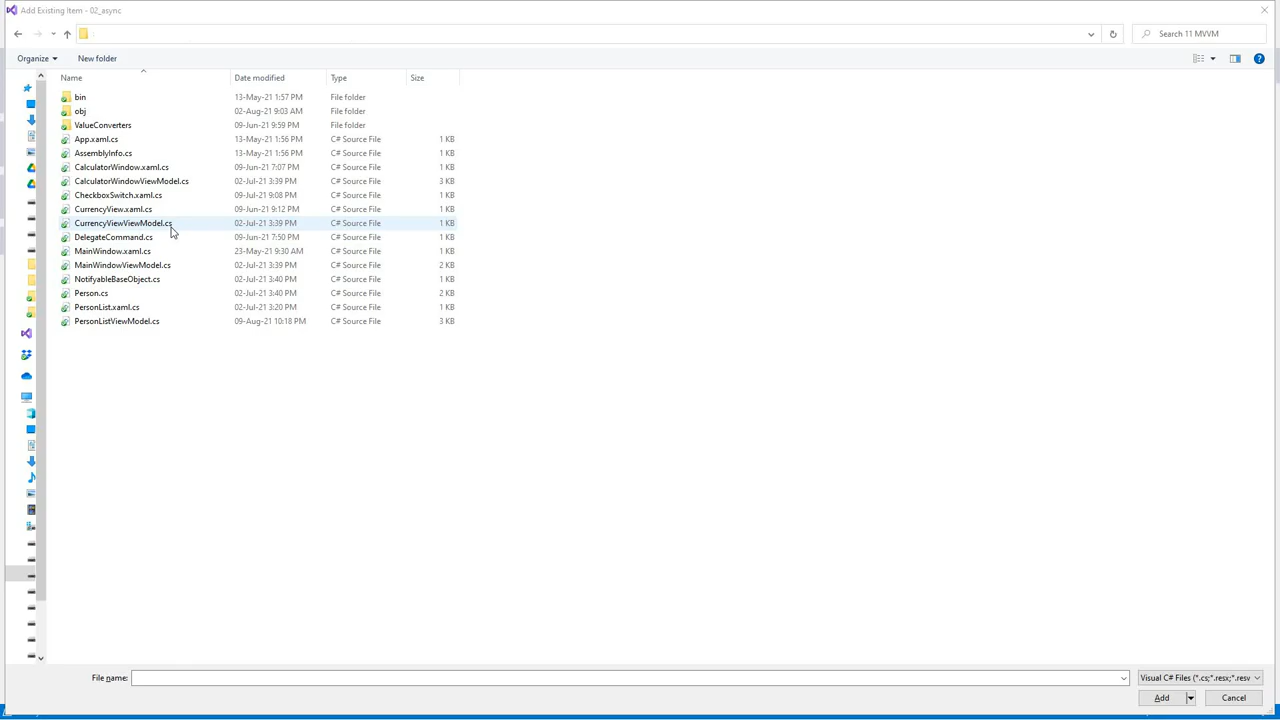 Add Existing Item - 02_async
Search 11 MVVM
Organize New folder
Name Date modified Type Size
bin 13-May-21 1:57 PM File folder
obj 02-Aug-21 9:03 AM File folder
ValueConverters 09-Jun-21 9:59 PM File folder
App.xaml.cs 13-May-21 1:56 PM C# Source File 1 KB
AssemblyInfo.cs 13-May-21 1:56 PM C# Source File 1 KB
CalculatorWindow.xaml.cs 09-Jun-21 7:07 PM C# Source File 1 KB
CalculatorWindowViewModel.cs 02-Jul-21 3:39 PM C# Source File 3 KB
CheckboxSwitch.xaml.cs 09-Jul-21 9:08 PM C# Source File 1 KB
CurrencyView.xaml.cs 09-Jun-21 9:12 PM C# Source File 1 KB
CurrencyViewViewModel.cs 02-Jul-21 3:39 PM C# Source File 1 KB
DelegateCommand.cs 09-Jun-21 7:50 PM C# Source File 1 KB
MainWindow.xaml.cs 23-May-21 9:30 AM C# Source File 1 KB
MainWindowViewModel.cs 02-Jul-21 3:39 PM C# Source File 2 KB
NotifyableBaseObject.cs 02-Jul-21 3:40 PM C# Source File 1 KB
Person.cs 02-Jul-21 3:40 PM C# Source File 2 KB
PersonList.xaml.cs 02-Jul-21 3:20 PM C# Source File 1 KB
PersonListViewModel.cs 09-Aug-21 10:18 PM C# Source File 3 KB
File name: Visual C# Files (*.cs;*.resx;*.resv
Add Cancel